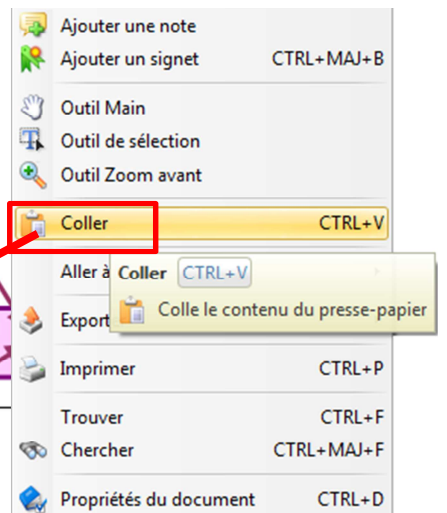 Ajouter une note
Ajouter un signet CTRL+MAJ+B
Outil Main
Outil de sélection
Outil Zoom avant
Coller CTRL+V
Aller à
Coller CTRL+V
Colle le contenu du presse-papier
Export
Imprimer CTRL+P
Trouver CTRL+F
Chercher CTRL+MAJ+F
Propriétés du document CTRL+D